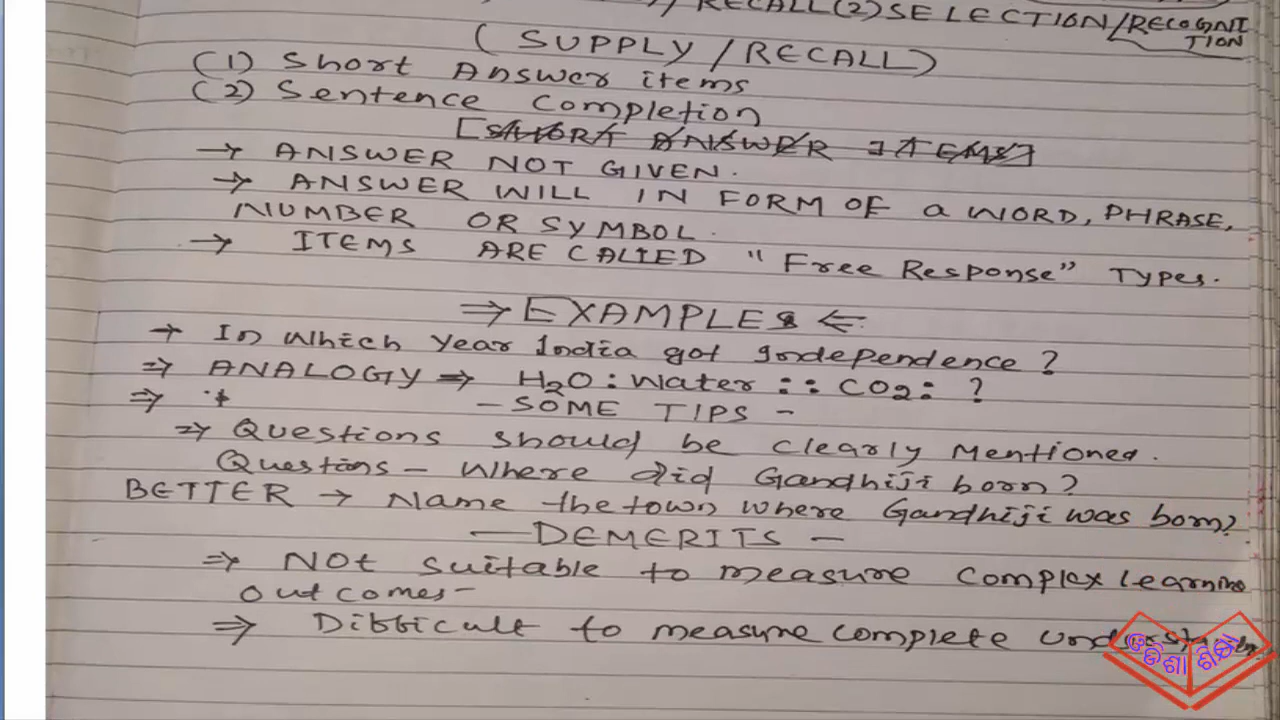 RECALL(2) SELECTION/RECOGNI
TION
(SUPPLY/RECALL)
(1) Short Answer items
(2) Sentence completion
[SHORT ANSWER ITEMS]
→ ANSWER NOT GIVEN.
→ ANSWER WILL IN FORM OF a WORD, PHRASE,
NUMBER OR SYMBOL.
→ ITEMS ARE CALLED "Free Response" Types.
⇒ EXAMPLES ⇐
→ In which year India got Independence?
⇒ ANALOGY ⇒ H₂O : Water :: CO₂ : ?
⇒
- SOME TIPS -
⇒ Questions should be clearly Mentioned.
Questions - Where did Gandhiji born?
BETTER → Name the town where Gandhiji was born?
— DEMERITS —
⇒ Not suitable to measure complex learning
outcomes-
⇒ Difficult to measure complete
ଓଡିଶା ଶିକ୍ଷା